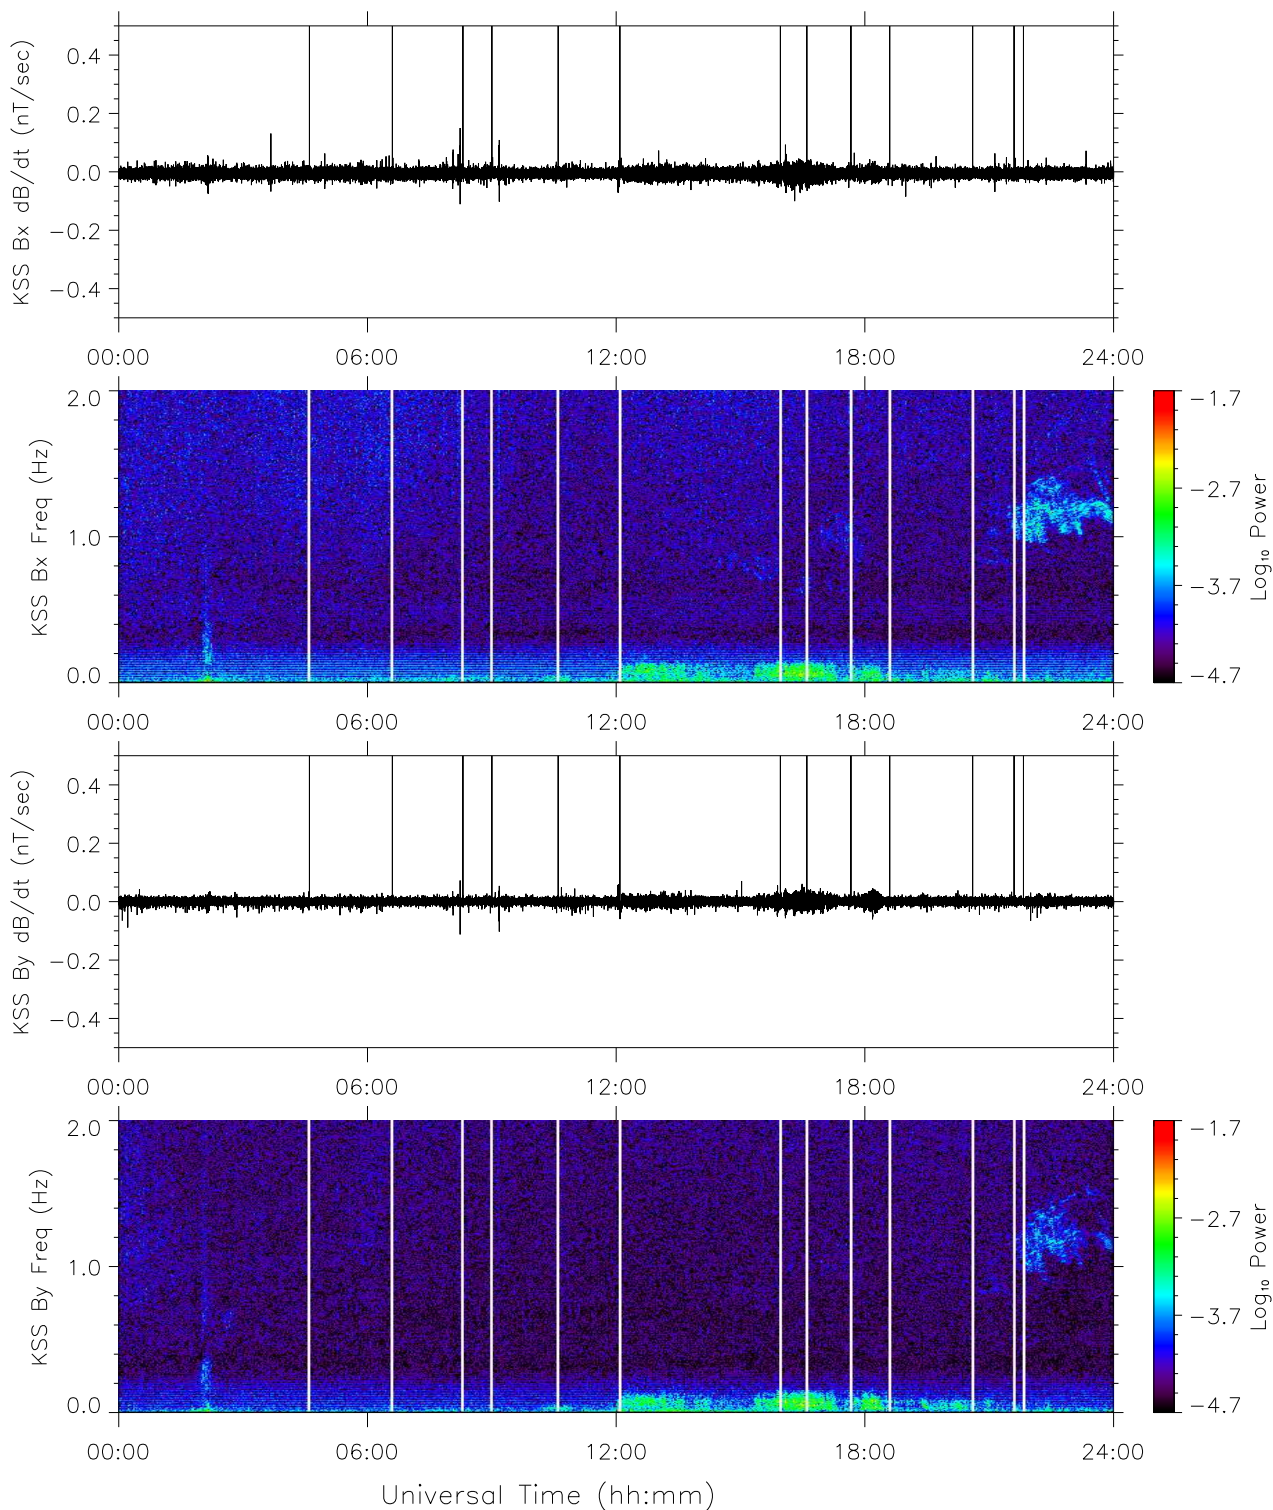 KSS Bx dB/dt (nT/sec)
0.4
0.2
0.0
−0.2
−0.4
00:00 06:00 12:00 18:00 24:00
KSS Bx Freq (Hz)
2.0
1.0
0.0
−1.7
−2.7
−3.7
−4.7
Log₁₀ Power
00:00 06:00 12:00 18:00 24:00
KSS By dB/dt (nT/sec)
0.4
0.2
0.0
−0.2
−0.4
00:00 06:00 12:00 18:00 24:00
KSS By Freq (Hz)
2.0
1.0
0.0
−1.7
−2.7
−3.7
−4.7
Log₁₀ Power
00:00 06:00 12:00 18:00 24:00
Universal Time (hh:mm)